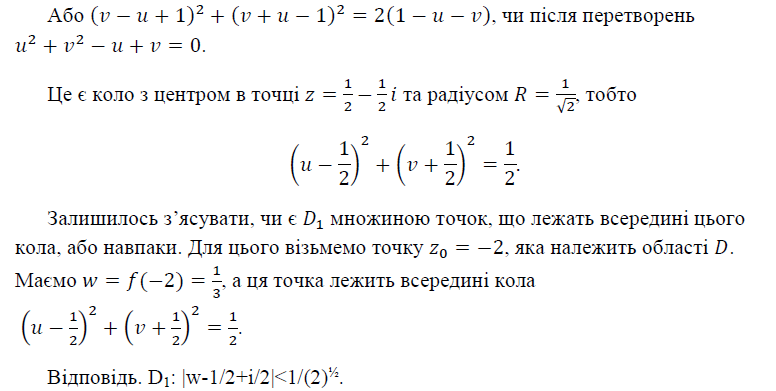 Або (v − u + 1)² + (v + u − 1)² = 2(1 − u − v), чи після перетворень
u² + v² − u + v = 0.
Це є коло з центром в точці z = 1/2 − 1/2 i та радіусом R = 1/√2, тобто
(u − 1/2)² + (v + 1/2)² = 1/2.
Залишилось з’ясувати, чи є D₁ множиною точок, що лежать всередині цього
кола, або навпаки. Для цього візьмемо точку z₀ = −2, яка належить області D.
Маємо w = f(−2) = 1/3, а ця точка лежить всередині кола
(u − 1/2)² + (v + 1/2)² = 1/2.
Відповідь. D₁: |w-1/2+i/2|<1/(2)^½.